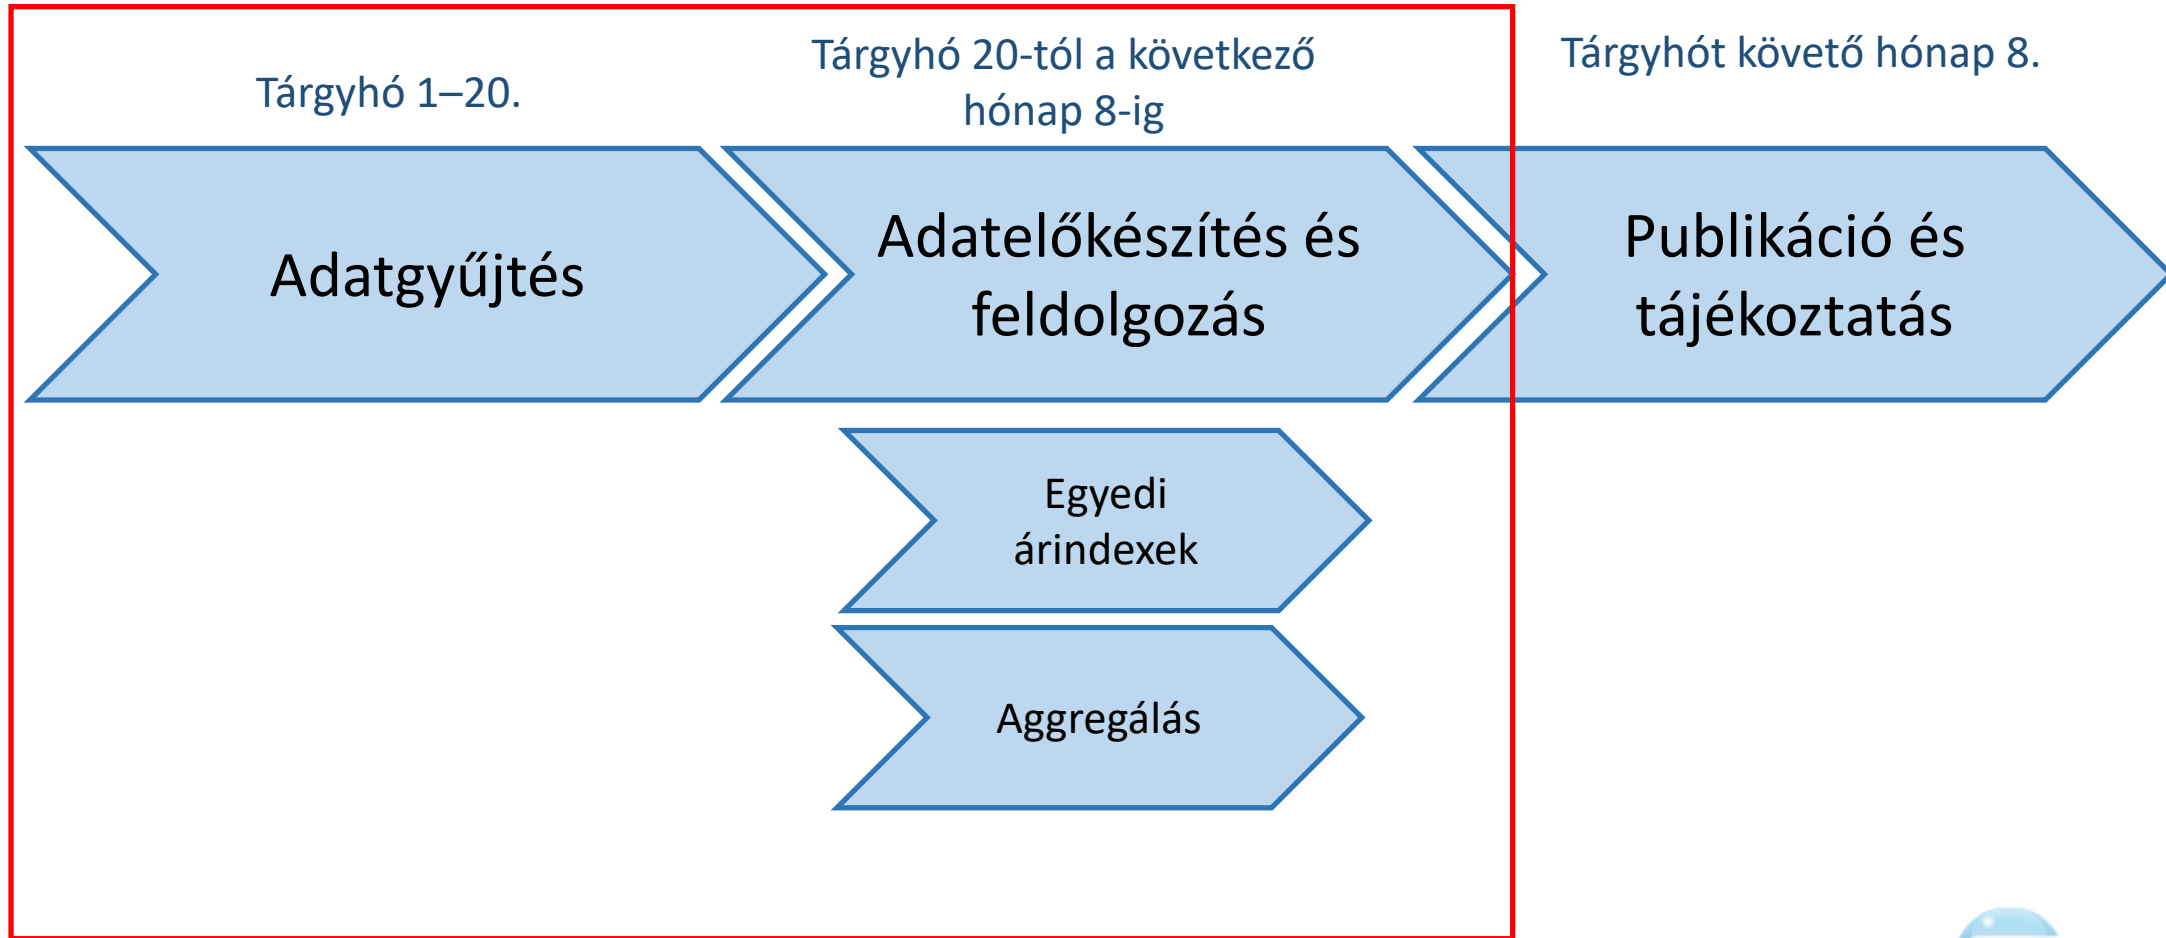 Tárgyhó 1–20.
Tárgyhó 20-tól a következő
hónap 8-ig
Tárgyhót követő hónap 8.
Adatgyűjtés
Adatelőkészítés és
feldolgozás
Publikáció és
tájékoztatás
Egyedi
árindexek
Aggregálás